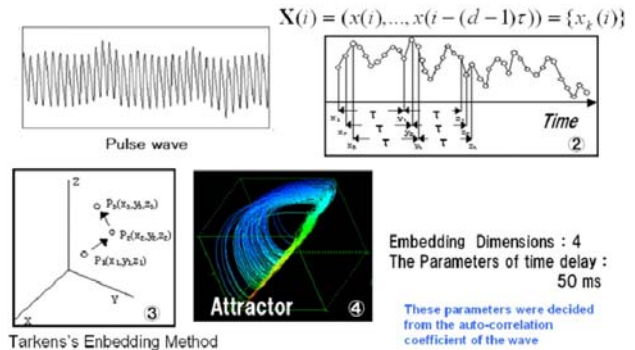 X(i) = (x(i),..., x(i − (d − 1)τ)) = {x_k(i)}
Pulse wave
τ τ
τ τ
τ τ
Time
②
Z
P₃(x₃,y₃,z₃)
P₂(x₂,y₂,z₂)
P₁(x₁,y₁,z₁)
Y
X
③
Attractor
④
Tarkens's Enbedding Method
Embedding Dimensions : 4
The Parameters of time delay :
50 ms
These parameters were decided
from the auto-correlation
coefficient of the wave